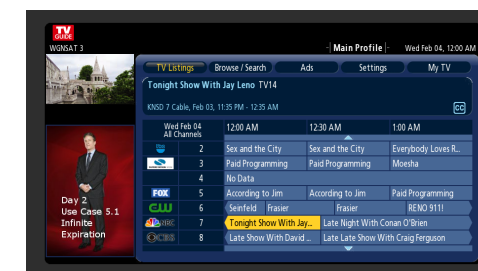 TV
GUIDE
WGNSAT 3
Main Profile
Wed Feb 04, 12:00 AM
TV Listings Browse / Search Ads Settings My TV
Tonight Show With Jay Leno TV14
KNSD 7 Cable, Feb 03, 11:35 PM - 12:35 AM
CC
Wed Feb 04 12:00 AM 12:30 AM 1:00 AM
All Channels
2 Sex and the City Sex and the City Everybody Loves R...
3 Paid Programming Paid Programming Moesha
4 No Data
FOX 5 According to Jim According to Jim Paid Programming
CW 6 Seinfeld Frasier Frasier RENO 911!
NBC 7 Tonight Show With Jay... Late Night With Conan O'Brien
CBS 8 Late Show With David ... Late Late Show With Craig Ferguson
Day 2
Use Case 5.1
Infinite
Expiration